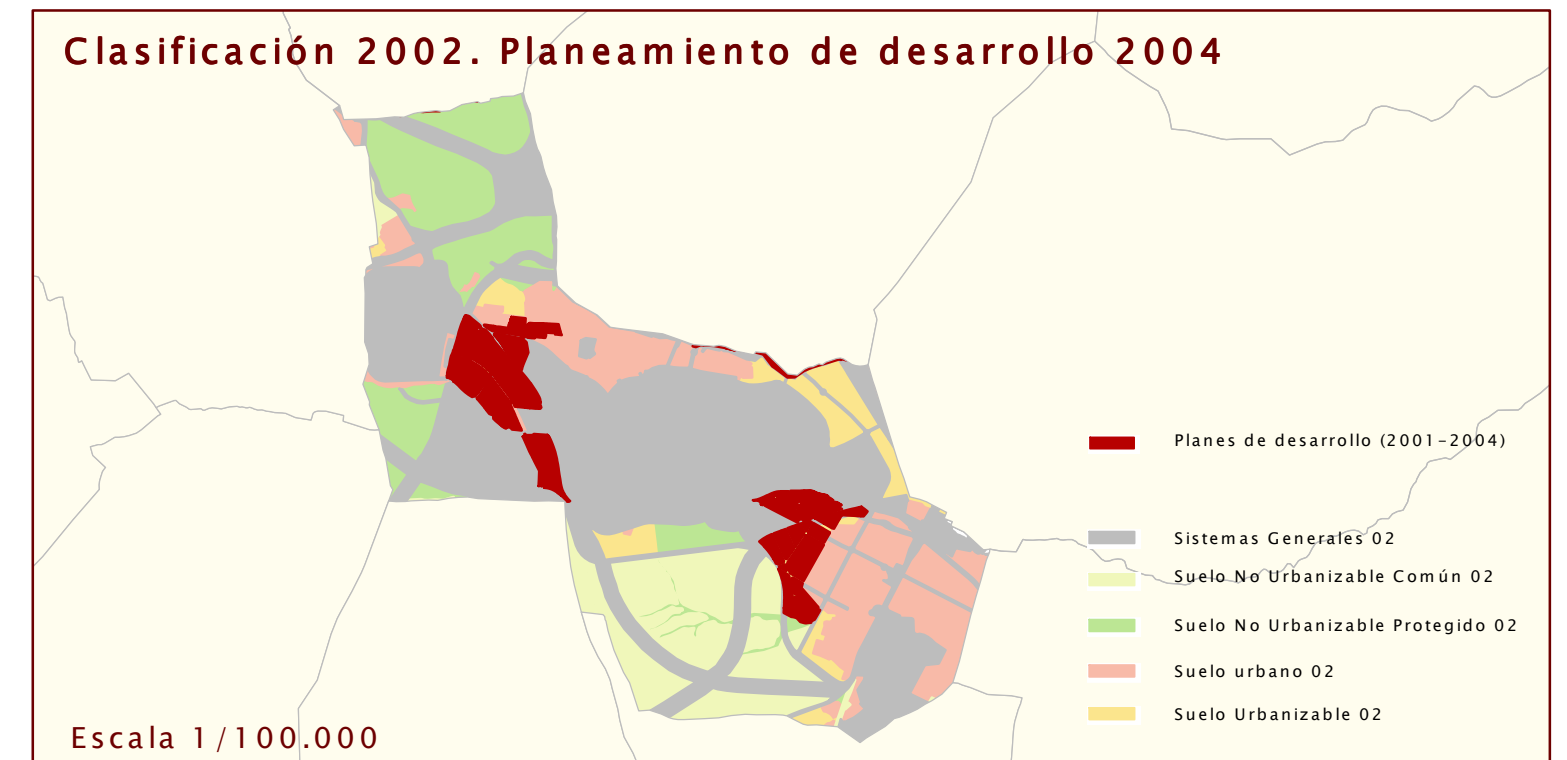 Clasificación 2002. Planeamiento de desarrollo 2004
Planes de desarrollo (2001-2004)
Sistemas Generales 02
Suelo No Urbanizable Común 02
Suelo No Urbanizable Protegido 02
Suelo urbano 02
Suelo Urbanizable 02
Escala 1/100.000